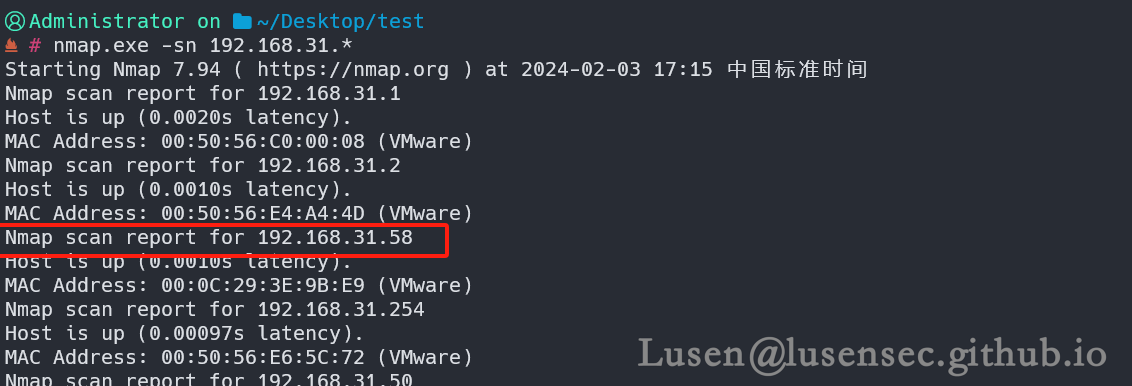 Administrator on ~/Desktop/test
# nmap.exe -sn 192.168.31.*
Starting Nmap 7.94 ( https://nmap.org ) at 2024-02-03 17:15 中国标准时间
Nmap scan report for 192.168.31.1
Host is up (0.0020s latency).
MAC Address: 00:50:56:C0:00:08 (VMware)
Nmap scan report for 192.168.31.2
Host is up (0.0010s latency).
MAC Address: 00:50:56:E4:A4:4D (VMware)
Nmap scan report for 192.168.31.58
Host is up (0.0010s latency).
MAC Address: 00:0C:29:3E:9B:E9 (VMware)
Nmap scan report for 192.168.31.254
Host is up (0.00097s latency).
MAC Address: 00:50:56:E6:5C:72 (VMware)
Nmap scan report for 192.168.31.50
Lusen@lusensec.github.io